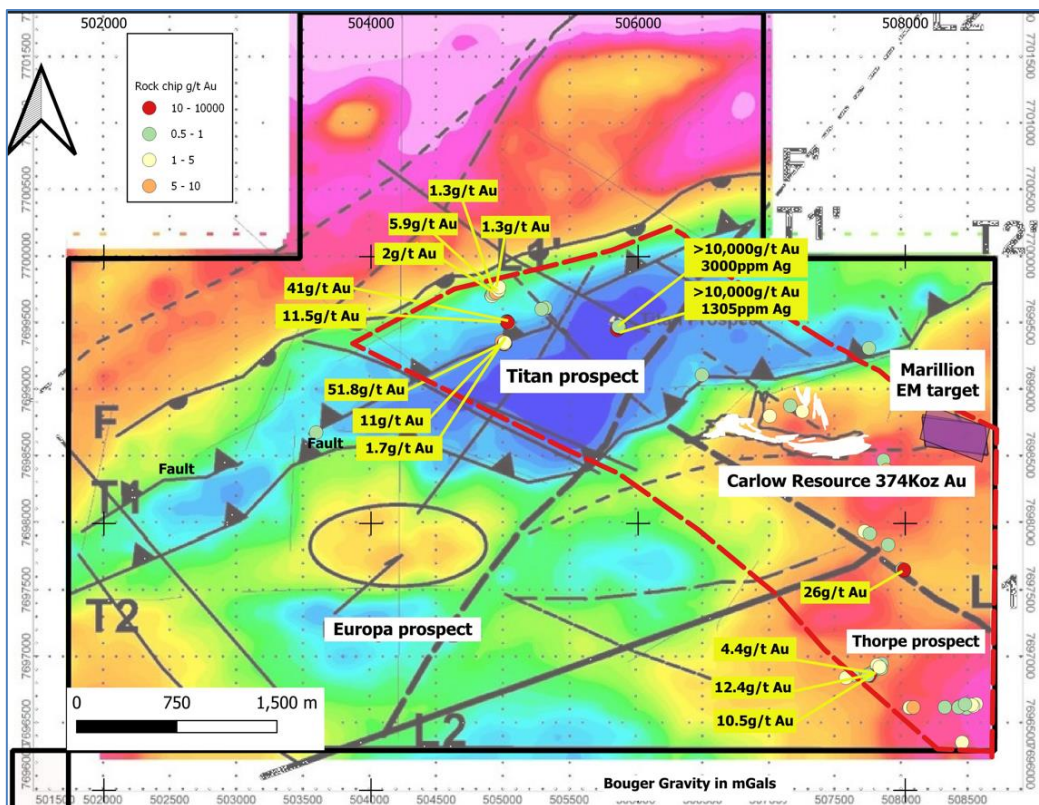 502000
504000
506000
508000
L2
7701500
7701000
7700500
7700000
7699500
7699000
7698500
7698000
7697500
7697000
7696500
Rock chip g/t Au
10 - 10000
0.5 - 1
1 - 5
5 - 10
F'
T1'
T2'
L1'
1.3g/t Au
5.9g/t Au
1.3g/t Au
2g/t Au
41g/t Au
11.5g/t Au
>10,000g/t Au
3000ppm Ag
>10,000g/t Au
1305ppm Ag
Titan Prospect
Titan prospect
51.8g/t Au
11g/t Au
1.7g/t Au
Marillion
EM target
Carlow Resource 374Koz Au
F
Fault
Fault
T1
T2
Europa prospect
26g/t Au
L1
Thorpe prospect
4.4g/t Au
12.4g/t Au
10.5g/t Au
0 750 1,500 m
L2
Bouger Gravity in mGals
501500 502000 502500 503000 503500 504000 504500 505000 505500 506000 506500 507000 507500 508000 508500